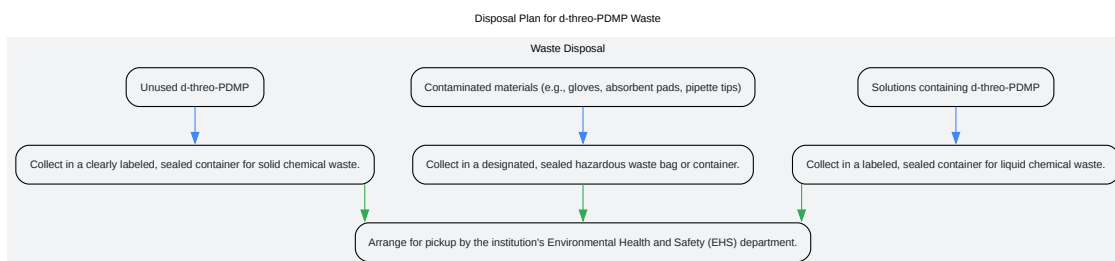 Disposal Plan for d-threo-PDMP Waste
Waste Disposal
Unused d-threo-PDMP
Contaminated materials (e.g., gloves, absorbent pads, pipette tips)
Solutions containing d-threo-PDMP
Collect in a clearly labeled, sealed container for solid chemical waste.
Collect in a designated, sealed hazardous waste bag or container.
Collect in a labeled, sealed container for liquid chemical waste.
Arrange for pickup by the institution's Environmental Health and Safety (EHS) department.